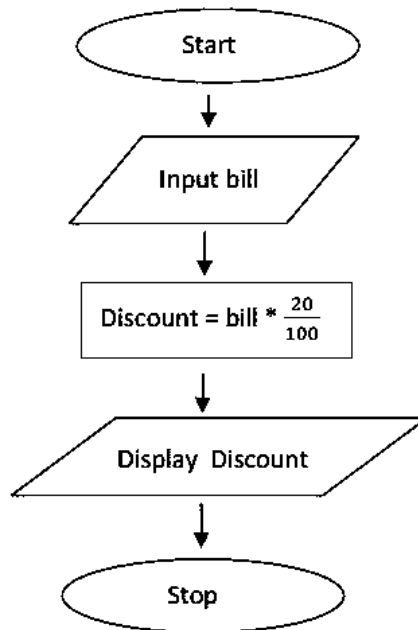 Start
Input bill
Discount = bill * 20/100
Display Discount
Stop